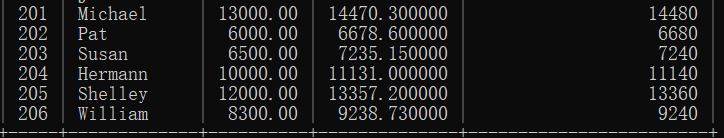 201 | Michael | 13000.00 | 14470.300000 | 14480
202 | Pat | 6000.00 | 6678.600000 | 6680
203 | Susan | 6500.00 | 7235.150000 | 7240
204 | Hermann | 10000.00 | 11131.000000 | 11140
205 | Shelley | 12000.00 | 13357.200000 | 13360
206 | William | 8300.00 | 9238.730000 | 9240